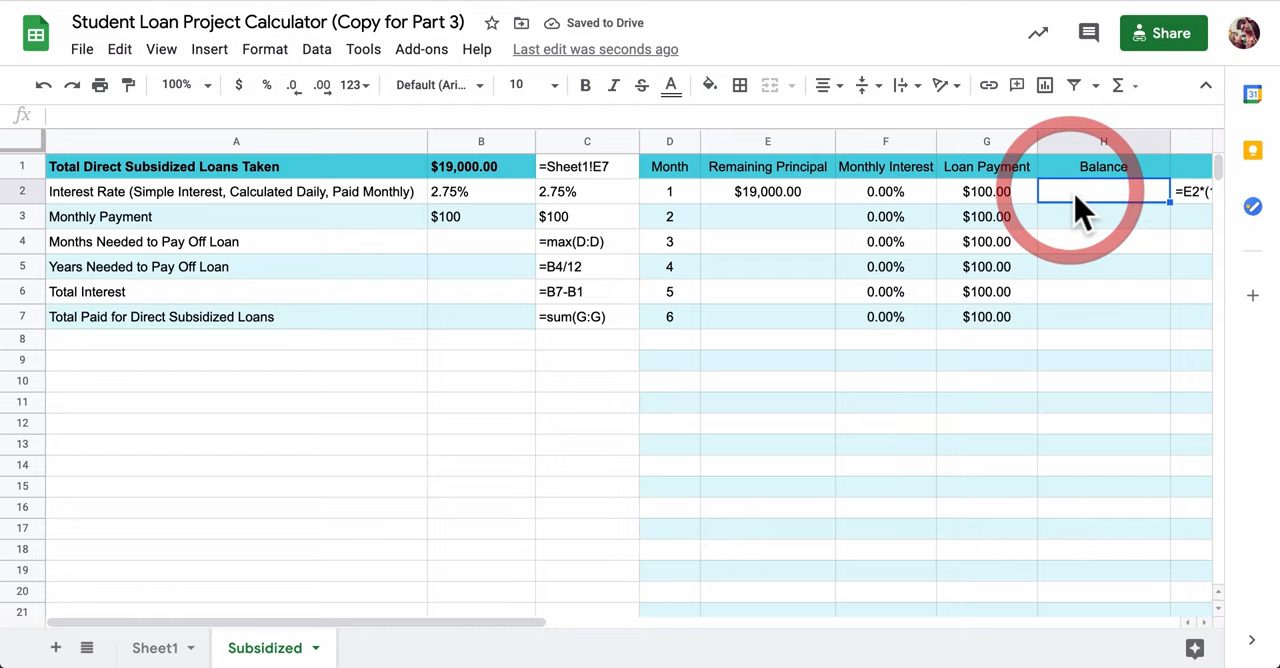 Student Loan Project Calculator (Copy for Part 3)
Saved to Drive
File Edit View Insert Format Data Tools Add-ons Help Last edit was seconds ago
Share
100% $ % .0 .00 123 Default (Ari... 10 B I S A Σ
31
fx
A B C D E F G H
1 Total Direct Subsidized Loans Taken $19,000.00 =Sheet1!E7 Month Remaining Principal Monthly Interest Loan Payment Balance
2 Interest Rate (Simple Interest, Calculated Daily, Paid Monthly) 2.75% 2.75% 1 $19,000.00 0.00% $100.00 =E2*(
3 Monthly Payment $100 $100 2 0.00% $100.00
4 Months Needed to Pay Off Loan =max(D:D) 3 0.00% $100.00
5 Years Needed to Pay Off Loan =B4/12 4 0.00% $100.00
6 Total Interest =B7-B1 5 0.00% $100.00
7 Total Paid for Direct Subsidized Loans =sum(G:G) 6 0.00% $100.00
8
9
10
11
12
13
14
15
16
17
18
19
20
21
Sheet1 Subsidized